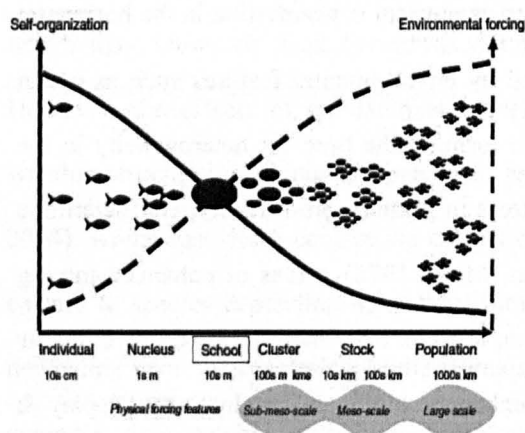 Self-organization Environmental forcing
Individual Nucleus School Cluster Stock Population
10s cm 1s m 10s m 100s m kms 10s km 100s km 1000s km
Physical forcing features Sub-meso-scale Meso-scale Large scale